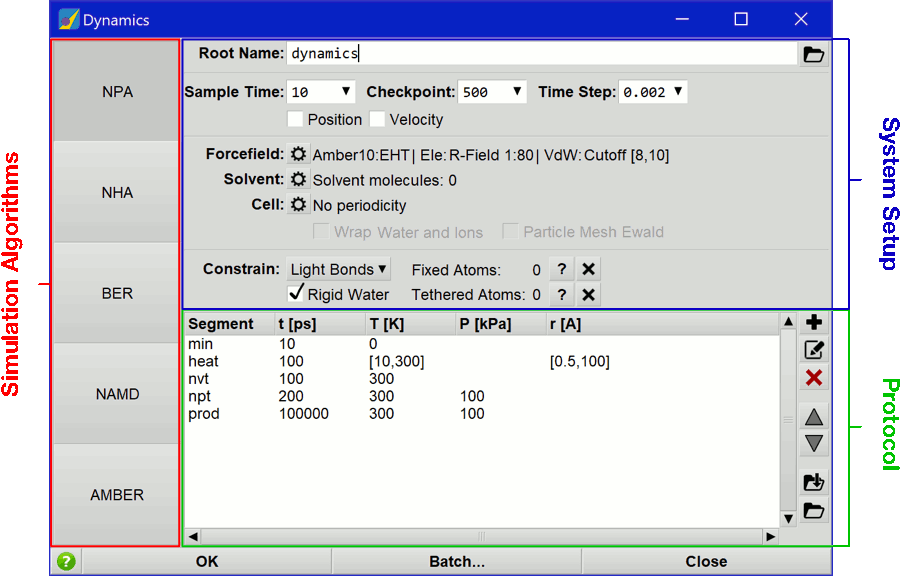 Dynamics
Simulation Algorithms
NPA
NHA
BER
NAMD
AMBER
Root Name: dynamics
Sample Time: 10 Checkpoint: 500 Time Step: 0.002
Position Velocity
Forcefield: Amber10:EHT| Ele: R-Field 1:80| VdW: Cutoff [8,10]
Solvent: Solvent molecules: 0
Cell: No periodicity
Wrap Water and Ions Particle Mesh Ewald
Constrain: Light Bonds Fixed Atoms: 0 ?
Rigid Water Tethered Atoms: 0 ?
System Setup
Segment t [ps] T [K] P [kPa] r [A]
min 10 0
heat 100 [10,300] [0.5,100]
nvt 100 300
npt 200 300 100
prod 100000 300 100
Protocol
? OK Batch... Close